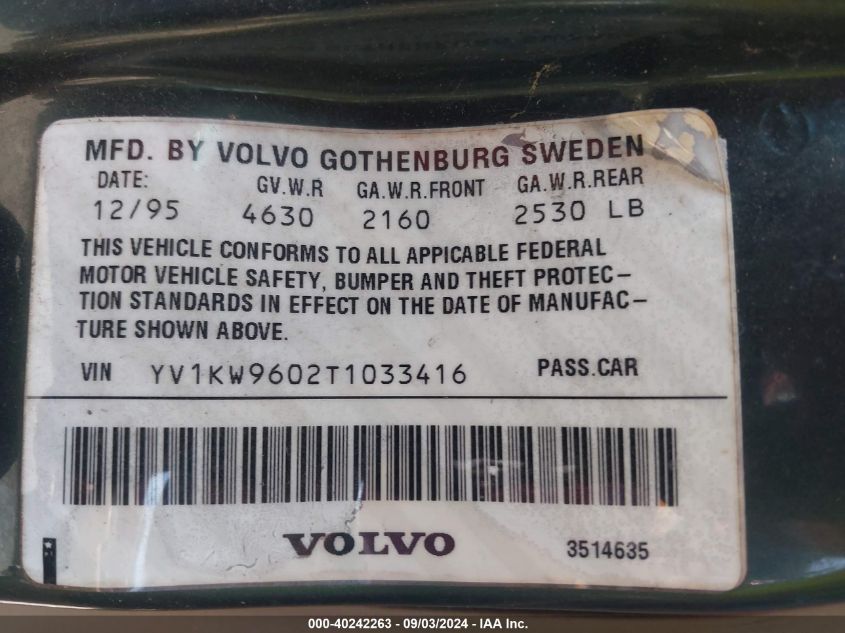 MFD. BY VOLVO GOTHENBURG SWEDEN
DATE: GV.W.R GA.W.R.FRONT GA.W.R.REAR
12/95 4630 2160 2530 LB
THIS VEHICLE CONFORMS TO ALL APPICABLE FEDERAL
MOTOR VEHICLE SAFETY, BUMPER AND THEFT PROTEC-
TION STANDARDS IN EFFECT ON THE DATE OF MANUFAC-
TURE SHOWN ABOVE.
VIN YV1KW9602T1033416 PASS.CAR
VOLVO 3514635
000-40242263 - 09/03/2024 - IAA Inc.